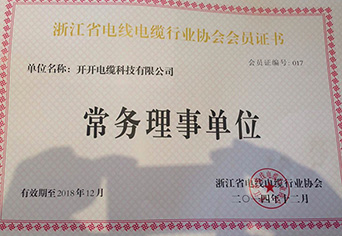 浙江省电线电缆行业协会会员证书
单位名称：开开电缆科技有限公司 会员证编号：017
常务理事单位
浙江省电线电缆行业协会
有效期至2018年12月 二〇一四年十二月